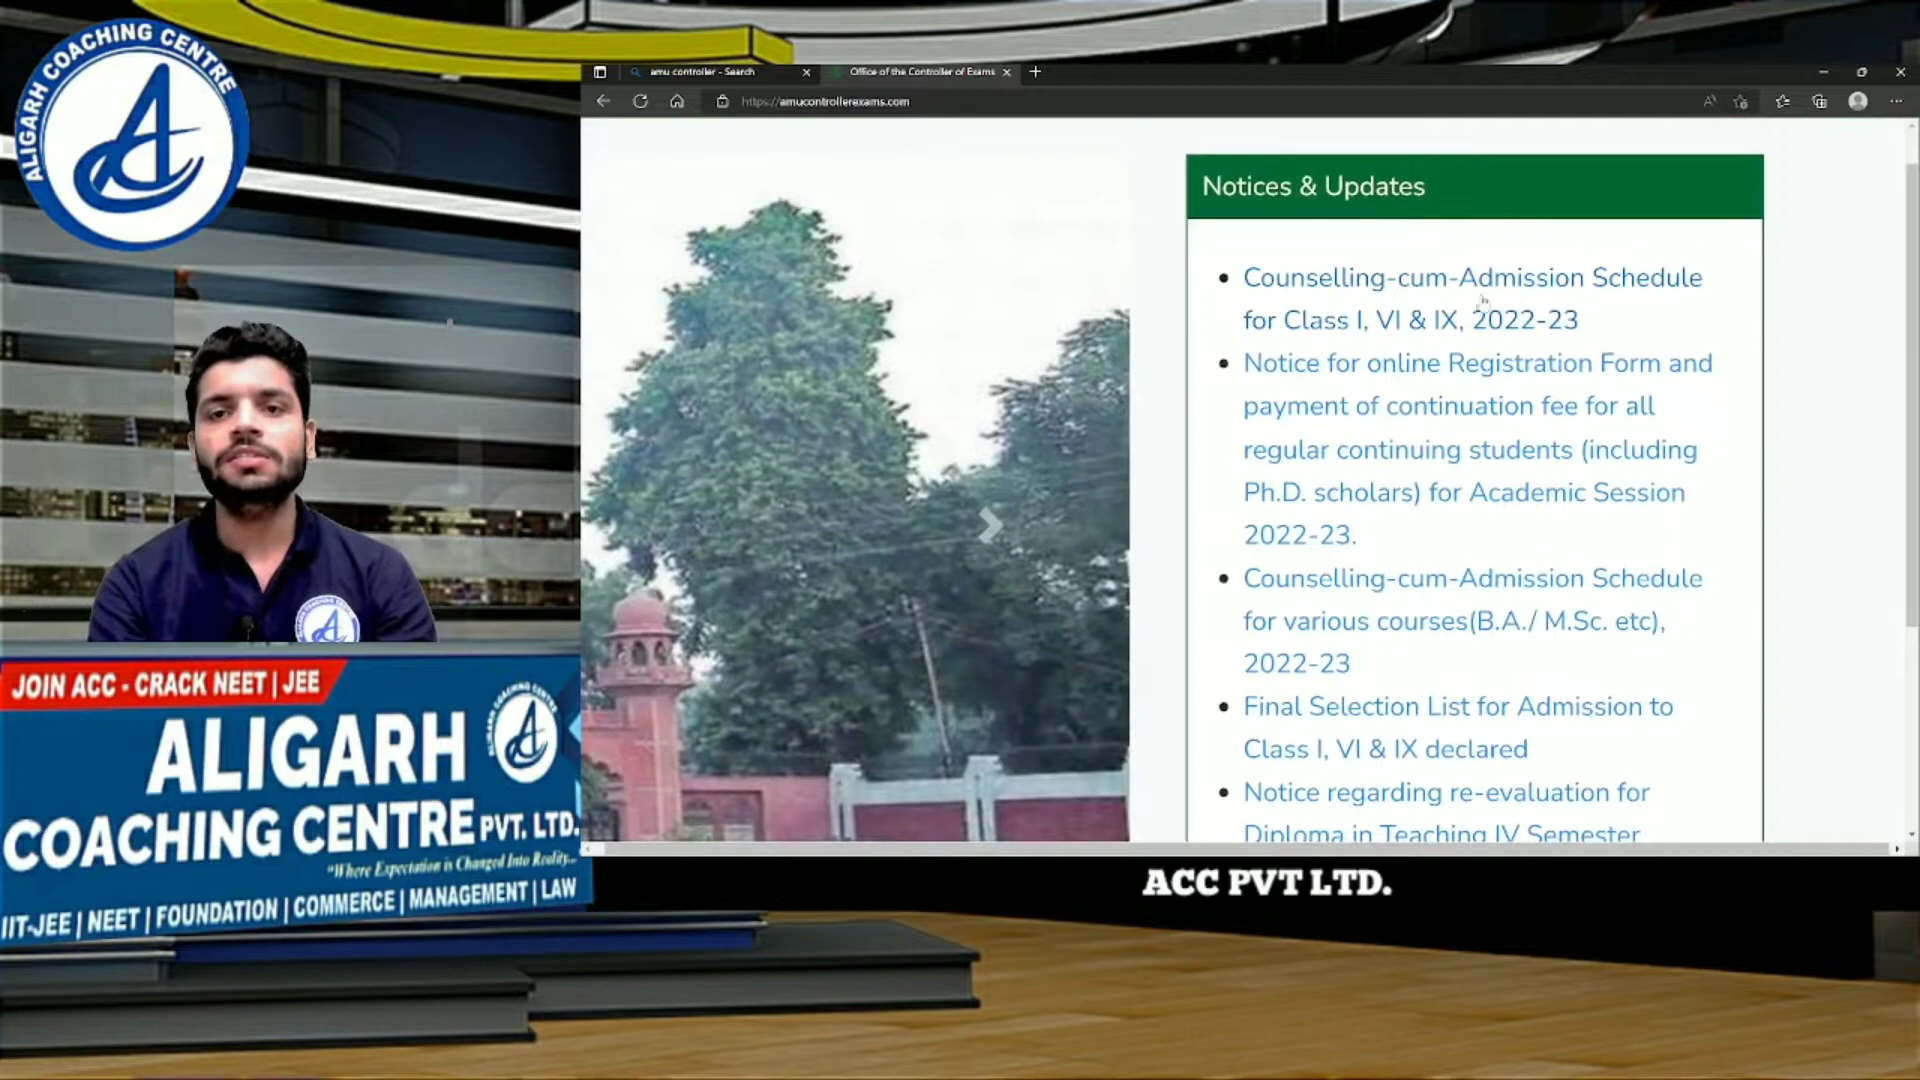 ALIGARH COACHING CENTRE
amu controller - Search
Office of the Controller of Exams
https://amucontrollerexams.com
Notices & Updates
Counselling-cum-Admission Schedule
for Class I, VI & IX, 2022-23
Notice for online Registration Form and
payment of continuation fee for all
regular continuing students (including
Ph.D. scholars) for Academic Session
2022-23.
Counselling-cum-Admission Schedule
for various courses(B.A./ M.Sc. etc),
2022-23
Final Selection List for Admission to
Class I, VI & IX declared
Notice regarding re-evaluation for
Diploma in Teaching IV Semester
JOIN ACC - CRACK NEET | JEE
ALIGARH
COACHING CENTRE PVT. LTD.
"Where Expectation is Changed Into Reality...
IIT-JEE | NEET | FOUNDATION | COMMERCE | MANAGEMENT | LAW
ACC PVT LTD.